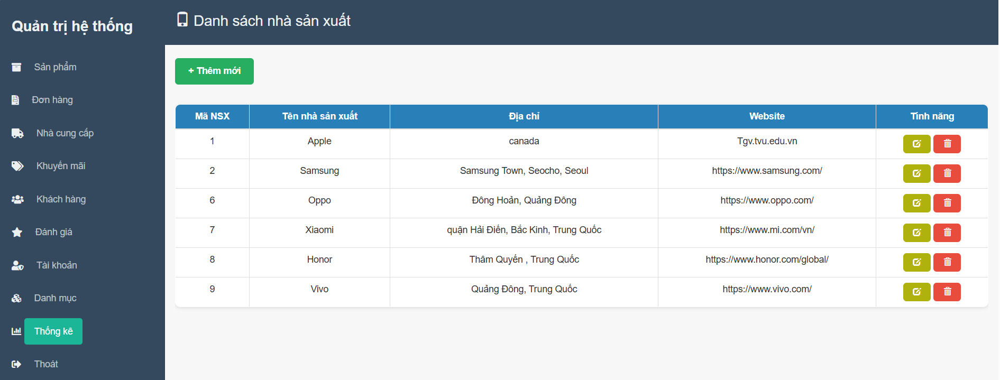 Quản trị hệ thống
Sản phẩm
Đơn hàng
Nhà cung cấp
Khuyến mãi
Khách hàng
Đánh giá
Tài khoản
Danh mục
Thống kê
Thoát
Danh sách nhà sản xuất
+ Thêm mới
Mã NSX Tên nhà sản xuất Địa chỉ Website Tính năng
1 Apple canada Tgv.tvu.edu.vn
2 Samsung Samsung Town, Seocho, Seoul https://www.samsung.com/
6 Oppo Đông Hoản, Quảng Đông https://www.oppo.com/
7 Xiaomi quận Hải Điến, Bắc Kinh, Trung Quốc https://www.mi.com/vn/
8 Honor Thâm Quyến , Trung Quốc https://www.honor.com/global/
9 Vivo Quảng Đông, Trung Quốc https://www.vivo.com/